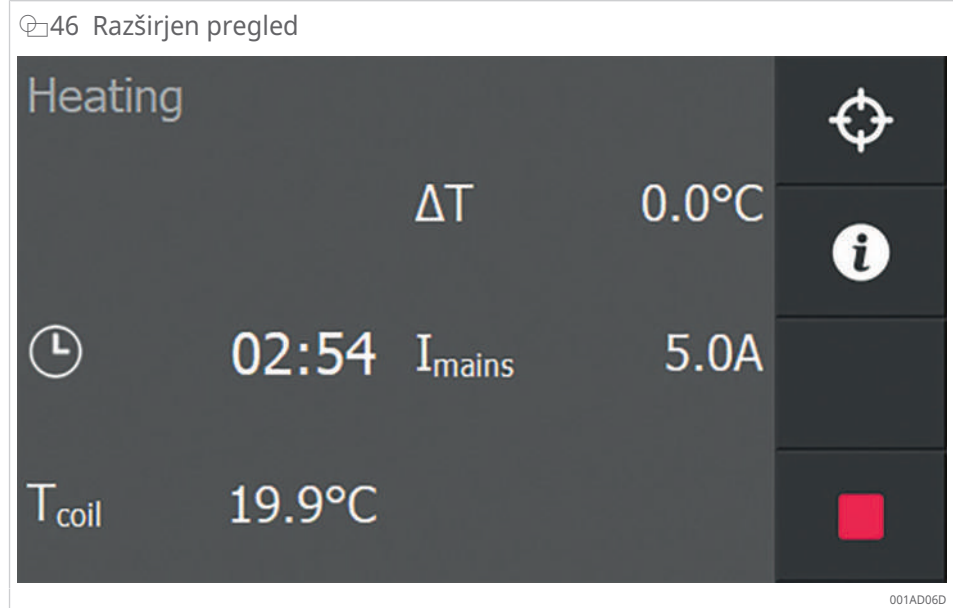 46 Razširjen pregled
Heating
ΔT 0.0°C
02:54 Imains 5.0A
Tcoil 19.9°C
001AD06D